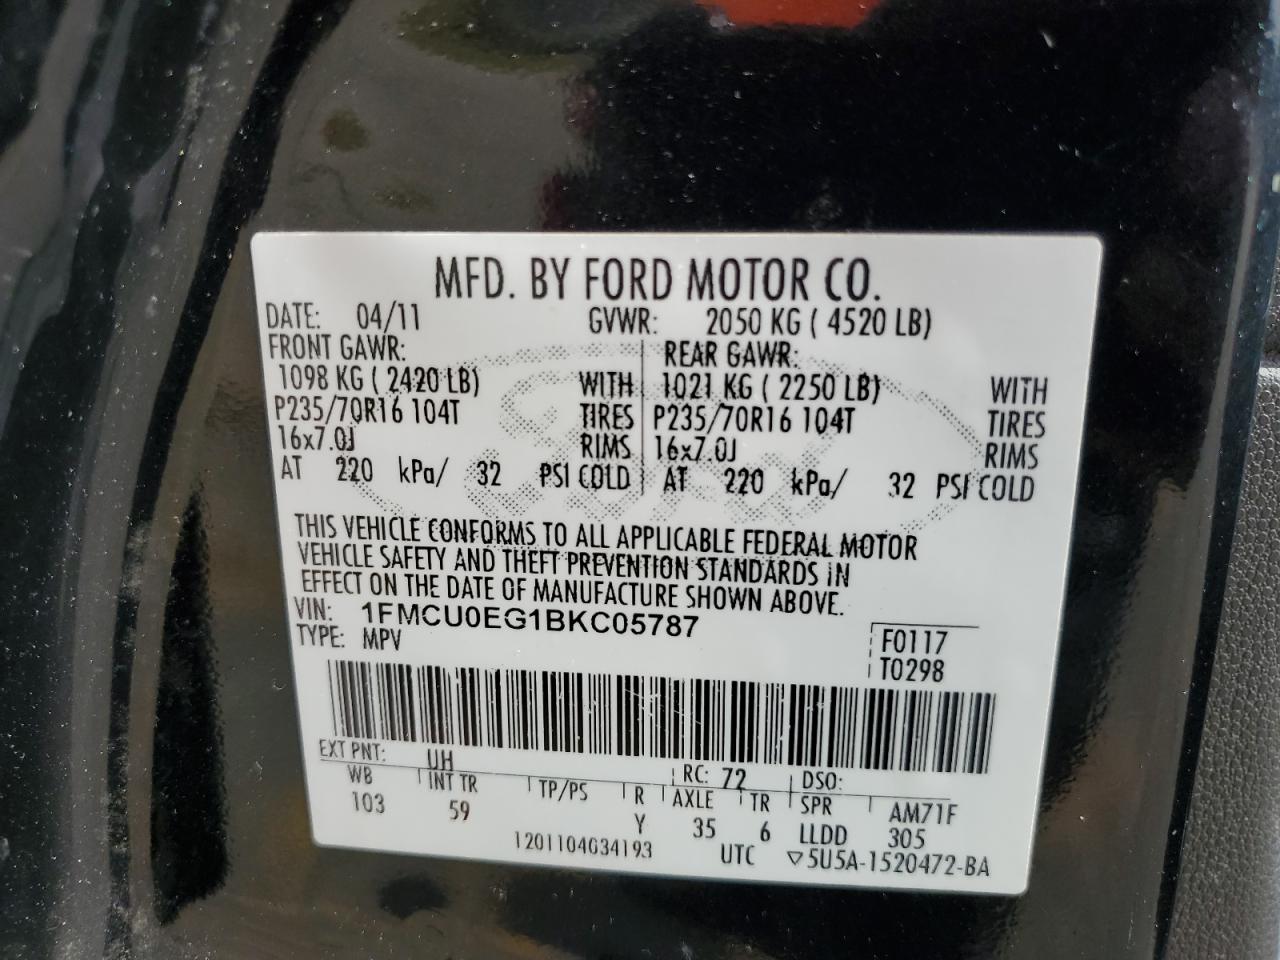 MFD. BY FORD MOTOR CO.
DATE: 04/11 GVWR: 2050 KG ( 4520 LB)
FRONT GAWR: REAR GAWR:
1098 KG ( 2420 LB) WITH 1021 KG ( 2250 LB) WITH
P235/70R16 104T TIRES P235/70R16 104T TIRES
16x7.0J RIMS 16x7.0J RIMS
AT 220 kPa/ 32 PSI COLD AT 220 kPa/ 32 PSI COLD
THIS VEHICLE CONFORMS TO ALL APPLICABLE FEDERAL MOTOR
VEHICLE SAFETY AND THEFT PREVENTION STANDARDS IN
EFFECT ON THE DATE OF MANUFACTURE SHOWN ABOVE.
VIN: 1FMCU0EG1BKC05787
TYPE: MPV F0117
T0298
EXT PNT: UH RC: 72 DSO:
WB INT TR TP/PS R AXLE TR SPR AM71F
103 59 Y 35 6 LLDD 305
1201104034193 UTC ▽5U5A-1520472-BA